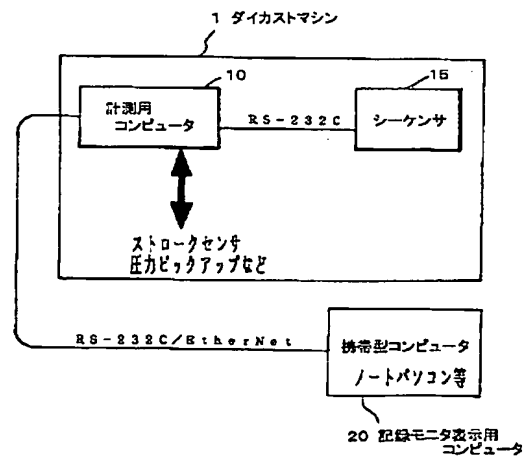 1 ダイカストマシン
10
15
計測用
コンピュータ
RS-232C
シーケンサ
ストロークセンサ
圧力ピックアップなど
RS-232C/EtherNet
携帯型コンピュータ
ノートパソコン等
20 記録モニタ表示用
コンピュータ